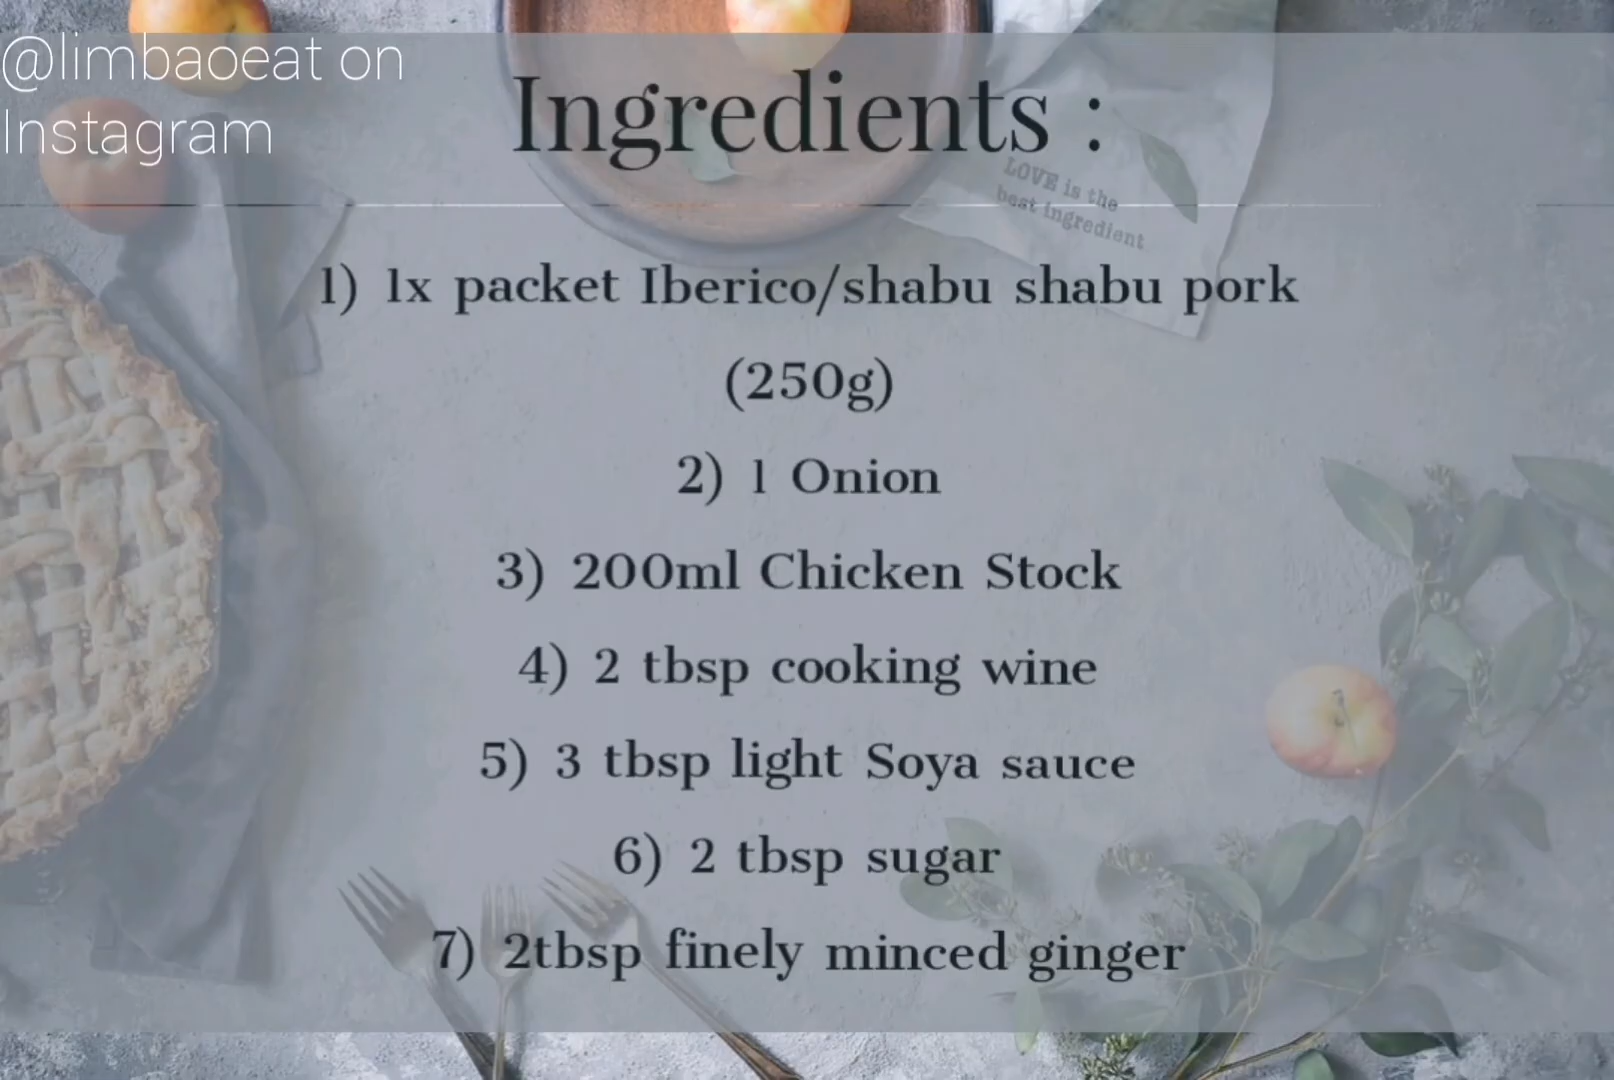 @limbaoeat on
Instagram
Ingredients :
LOVE is the
best ingredient
1) 1x packet Iberico/shabu shabu pork
(250g)
2) 1 Onion
3) 200ml Chicken Stock
4) 2 tbsp cooking wine
5) 3 tbsp light Soya sauce
6) 2 tbsp sugar
7) 2tbsp finely minced ginger